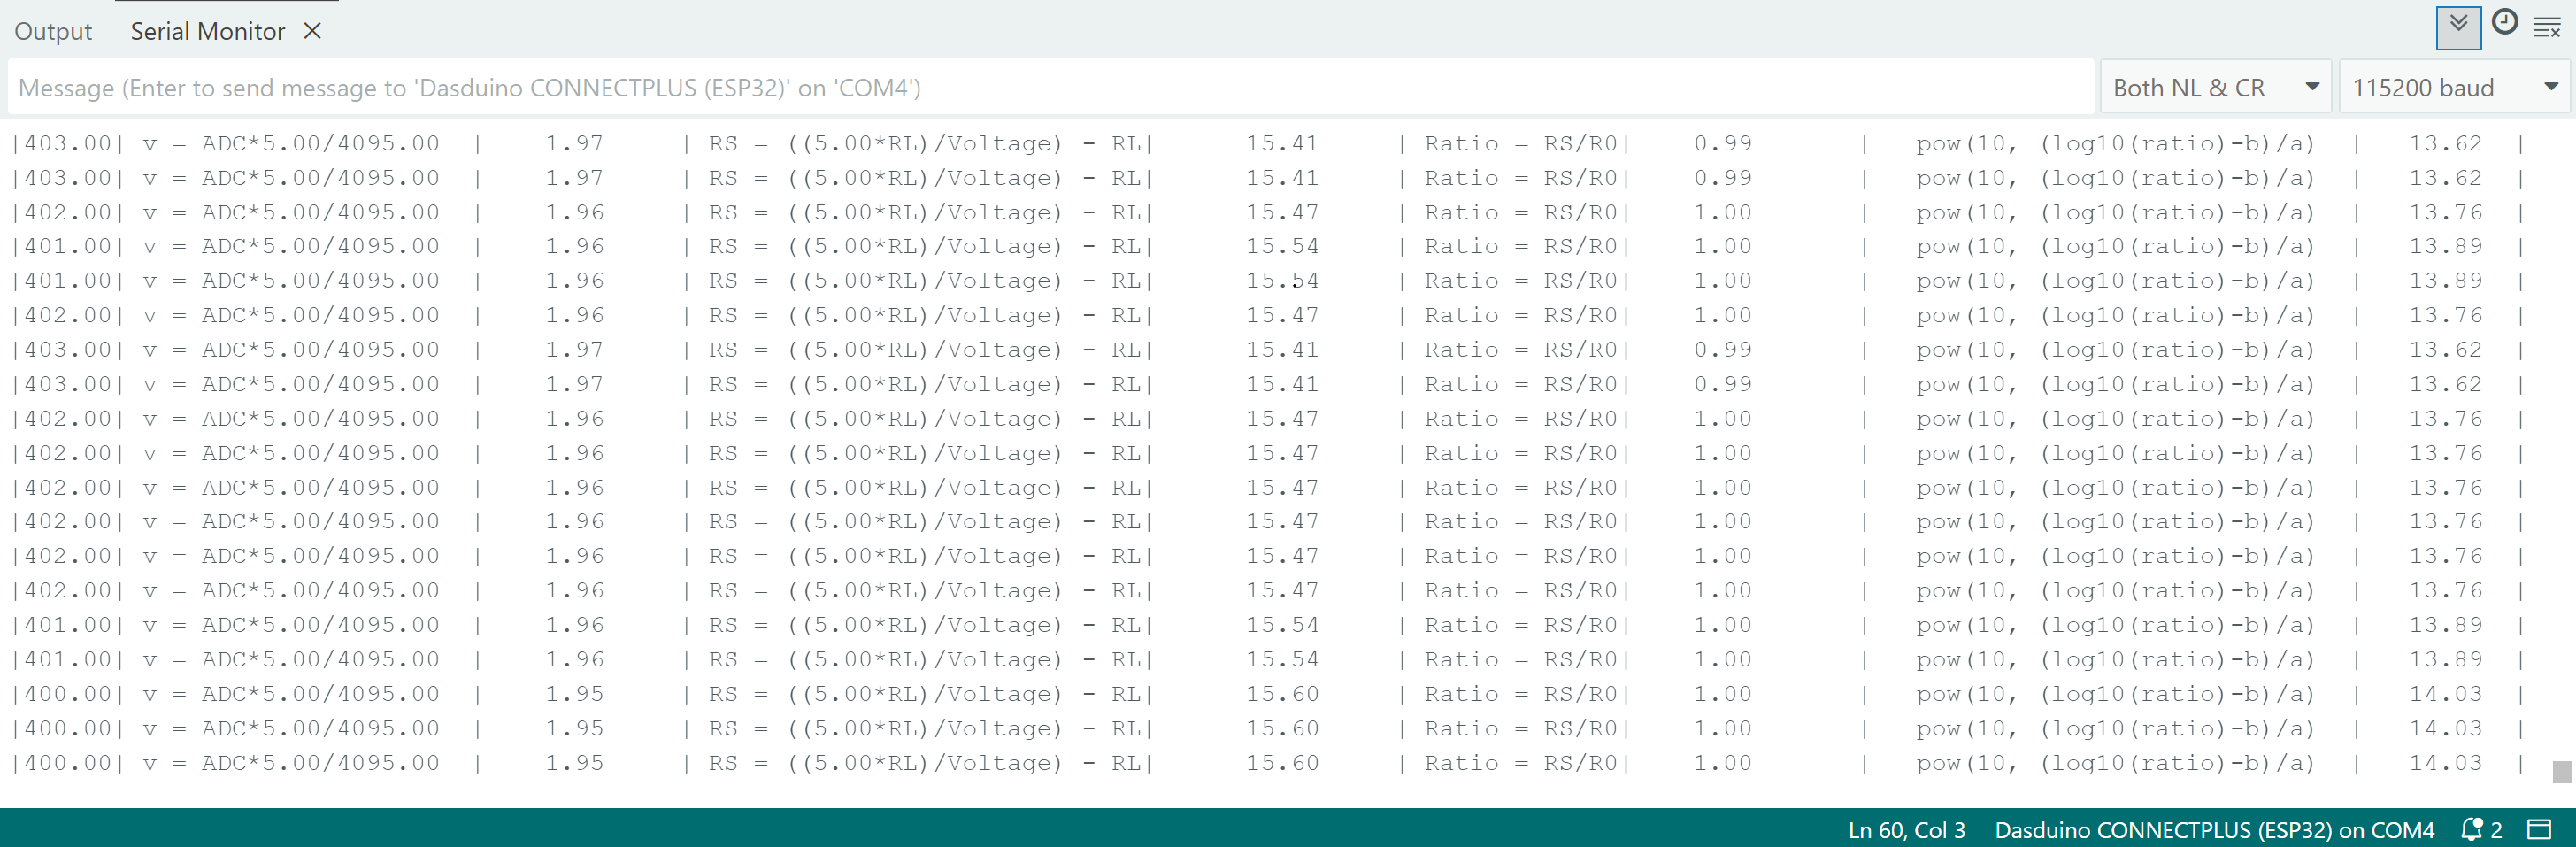 Output Serial Monitor
Message (Enter to send message to 'Dasduino CONNECTPLUS (ESP32)' on 'COM4') Both NL & CR 115200 baud
|403.00| v = ADC*5.00/4095.00 | 1.97 | RS = ((5.00*RL)/Voltage) - RL| 15.41 | Ratio = RS/R0| 0.99 | pow(10, (log10(ratio)-b)/a) | 13.62 |
|403.00| v = ADC*5.00/4095.00 | 1.97 | RS = ((5.00*RL)/Voltage) - RL| 15.41 | Ratio = RS/R0| 0.99 | pow(10, (log10(ratio)-b)/a) | 13.62 |
|402.00| v = ADC*5.00/4095.00 | 1.96 | RS = ((5.00*RL)/Voltage) - RL| 15.47 | Ratio = RS/R0| 1.00 | pow(10, (log10(ratio)-b)/a) | 13.76 |
|401.00| v = ADC*5.00/4095.00 | 1.96 | RS = ((5.00*RL)/Voltage) - RL| 15.54 | Ratio = RS/R0| 1.00 | pow(10, (log10(ratio)-b)/a) | 13.89 |
|401.00| v = ADC*5.00/4095.00 | 1.96 | RS = ((5.00*RL)/Voltage) - RL| 15.54 | Ratio = RS/R0| 1.00 | pow(10, (log10(ratio)-b)/a) | 13.89 |
|402.00| v = ADC*5.00/4095.00 | 1.96 | RS = ((5.00*RL)/Voltage) - RL| 15.47 | Ratio = RS/R0| 1.00 | pow(10, (log10(ratio)-b)/a) | 13.76 |
|403.00| v = ADC*5.00/4095.00 | 1.97 | RS = ((5.00*RL)/Voltage) - RL| 15.41 | Ratio = RS/R0| 0.99 | pow(10, (log10(ratio)-b)/a) | 13.62 |
|403.00| v = ADC*5.00/4095.00 | 1.97 | RS = ((5.00*RL)/Voltage) - RL| 15.41 | Ratio = RS/R0| 0.99 | pow(10, (log10(ratio)-b)/a) | 13.62 |
|402.00| v = ADC*5.00/4095.00 | 1.96 | RS = ((5.00*RL)/Voltage) - RL| 15.47 | Ratio = RS/R0| 1.00 | pow(10, (log10(ratio)-b)/a) | 13.76 |
|402.00| v = ADC*5.00/4095.00 | 1.96 | RS = ((5.00*RL)/Voltage) - RL| 15.47 | Ratio = RS/R0| 1.00 | pow(10, (log10(ratio)-b)/a) | 13.76 |
|402.00| v = ADC*5.00/4095.00 | 1.96 | RS = ((5.00*RL)/Voltage) - RL| 15.47 | Ratio = RS/R0| 1.00 | pow(10, (log10(ratio)-b)/a) | 13.76 |
|402.00| v = ADC*5.00/4095.00 | 1.96 | RS = ((5.00*RL)/Voltage) - RL| 15.47 | Ratio = RS/R0| 1.00 | pow(10, (log10(ratio)-b)/a) | 13.76 |
|402.00| v = ADC*5.00/4095.00 | 1.96 | RS = ((5.00*RL)/Voltage) - RL| 15.47 | Ratio = RS/R0| 1.00 | pow(10, (log10(ratio)-b)/a) | 13.76 |
|402.00| v = ADC*5.00/4095.00 | 1.96 | RS = ((5.00*RL)/Voltage) - RL| 15.47 | Ratio = RS/R0| 1.00 | pow(10, (log10(ratio)-b)/a) | 13.76 |
|401.00| v = ADC*5.00/4095.00 | 1.96 | RS = ((5.00*RL)/Voltage) - RL| 15.54 | Ratio = RS/R0| 1.00 | pow(10, (log10(ratio)-b)/a) | 13.89 |
|401.00| v = ADC*5.00/4095.00 | 1.96 | RS = ((5.00*RL)/Voltage) - RL| 15.54 | Ratio = RS/R0| 1.00 | pow(10, (log10(ratio)-b)/a) | 13.89 |
|400.00| v = ADC*5.00/4095.00 | 1.95 | RS = ((5.00*RL)/Voltage) - RL| 15.60 | Ratio = RS/R0| 1.00 | pow(10, (log10(ratio)-b)/a) | 14.03 |
|400.00| v = ADC*5.00/4095.00 | 1.95 | RS = ((5.00*RL)/Voltage) - RL| 15.60 | Ratio = RS/R0| 1.00 | pow(10, (log10(ratio)-b)/a) | 14.03 |
|400.00| v = ADC*5.00/4095.00 | 1.95 | RS = ((5.00*RL)/Voltage) - RL| 15.60 | Ratio = RS/R0| 1.00 | pow(10, (log10(ratio)-b)/a) | 14.03 |
Ln 60, Col 3 Dasduino CONNECTPLUS (ESP32) on COM4 2